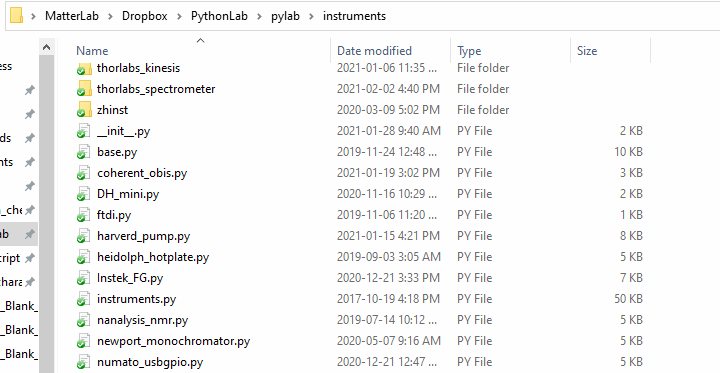 MatterLab > Dropbox > PythonLab > pylab > instruments
Name Date modified Type Size
ess
thorlabs_kinesis 2021-01-06 11:35 ... File folder
thorlabs_spectrometer 2021-02-02 4:40 PM File folder
zhinst 2020-03-09 5:02 PM File folder
__init__.py 2021-01-28 9:40 AM PY File 2 KB
ds
base.py 2019-11-24 12:48 ... PY File 10 KB
nts
coherent_obis.py 2021-01-19 3:02 PM PY File 3 KB
DH_mini.py 2020-11-16 10:29 ... PY File 2 KB
_che
ftdi.py 2019-11-06 11:20 ... PY File 1 KB
ab
harverd_pump.py 2021-01-15 4:21 PM PY File 8 KB
cript
heidolph_hotplate.py 2019-09-03 3:05 AM PY File 5 KB
chara
Instek_FG.py 2020-12-21 3:33 PM PY File 7 KB
_Blank_
instruments.py 2017-10-19 4:18 PM PY File 50 KB
nanalysis_nmr.py 2019-07-14 10:12 ... PY File 5 KB
_Blank_
newport_monochromator.py 2020-05-07 9:16 AM PY File 5 KB
_Blank_
numato_usbgpio.py 2020-12-21 12:47 ... PY File 5 KB